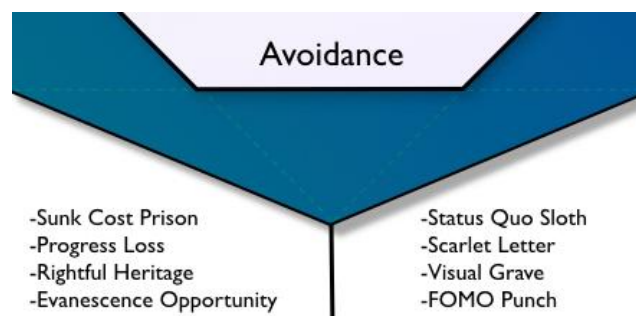 Avoidance
-Sunk Cost Prison
-Progress Loss
-Rightful Heritage
-Evanescence Opportunity
-Status Quo Sloth
-Scarlet Letter
-Visual Grave
-FOMO Punch